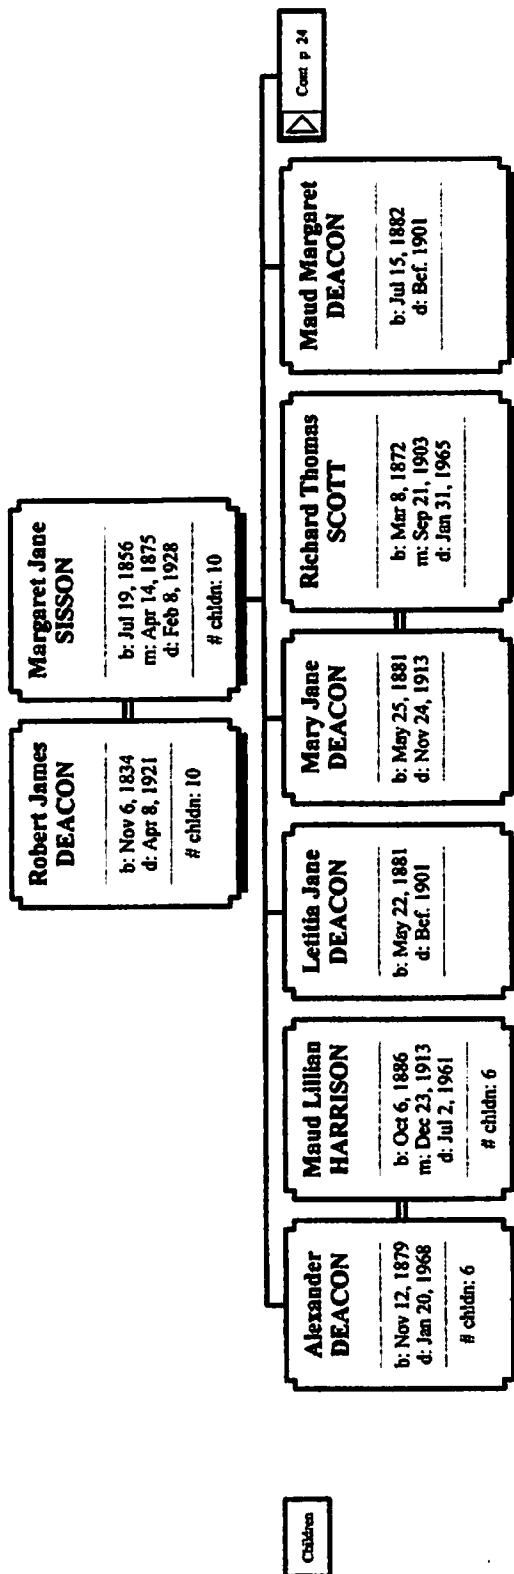 Robert James
DEACON
b: Nov 6, 1834
d: Apr 8, 1921
# chldn: 10
Margaret Jane
SISSON
b: Jul 19, 1856
m: Apr 14, 1875
d: Feb 8, 1928
# chldn: 10
Children
Alexander
DEACON
b: Nov 12, 1879
d: Jan 20, 1968
# chldn: 6
Maud Lillian
HARRISON
b: Oct 6, 1886
m: Dec 23, 1913
d: Jul 2, 1961
# chldn: 6
Letitia Jane
DEACON
b: May 22, 1881
d: Bef. 1901
Mary Jane
DEACON
b: May 25, 1881
d: Nov 24, 1913
Richard Thomas
SCOTT
b: Mar 8, 1872
m: Sep 21, 1903
d: Jan 31, 1965
Maud Margaret
DEACON
b: Jul 15, 1882
d: Bef. 1901
Cont p 24